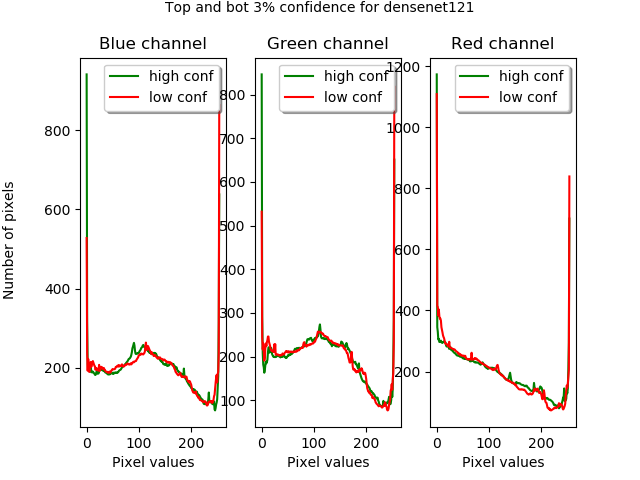 Top and bot 3% confidence for densenet121
Blue channel
Green channel
Red channel
high conf
low conf
high conf
low conf
high conf
low conf
Number of pixels
800
600
400
200
0
100
200
Pixel values
800
700
600
500
400
300
200
100
0
100
200
Pixel values
1200
1000
800
600
400
200
0
100
200
Pixel values